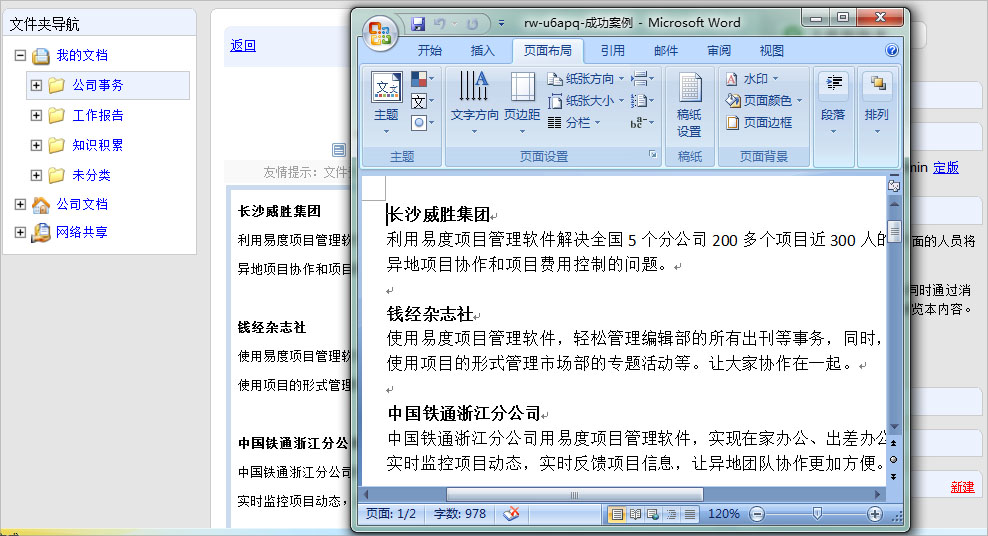 文件夹导航
我的文档
公司事务
工作报告
知识积累
未分类
公司文档
网络共享
返回
友情提示：文件
长沙威胜集团
利用易度项目管理软
异地项目协作和项目
钱经杂志社
使用易度项目管理软
使用项目的形式管理
中国铁通浙江分公
中国铁通浙江分公司
实时监控项目动态，
rw-u6apq-成功案例 - Microsoft Word
开始 插入 页面布局 引用 邮件 审阅 视图
主题
文字方向
页边距
纸张方向
纸张大小
分栏
稿纸
设置
水印
页面颜色
页面边框
段落
排列
主题 页面设置 稿纸 页面背景
长沙威胜集团
利用易度项目管理软件解决全国 5 个分公司 200 多个项目近 300 人的
异地项目协作和项目费用控制的问题。
钱经杂志社
使用易度项目管理软件，轻松管理编辑部的所有出刊等事务，同时，
使用项目的形式管理市场部的专题活动等。让大家协作在一起。
中国铁通浙江分公司
中国铁通浙江分公司用易度项目管理软件，实现在家办公、出差办公
实时监控项目动态，实时反馈项目信息，让异地团队协作更加方便。
页面: 1/2 字数: 978 120%
min 定版
面的人员将
同时通过消
览本内容。
新建